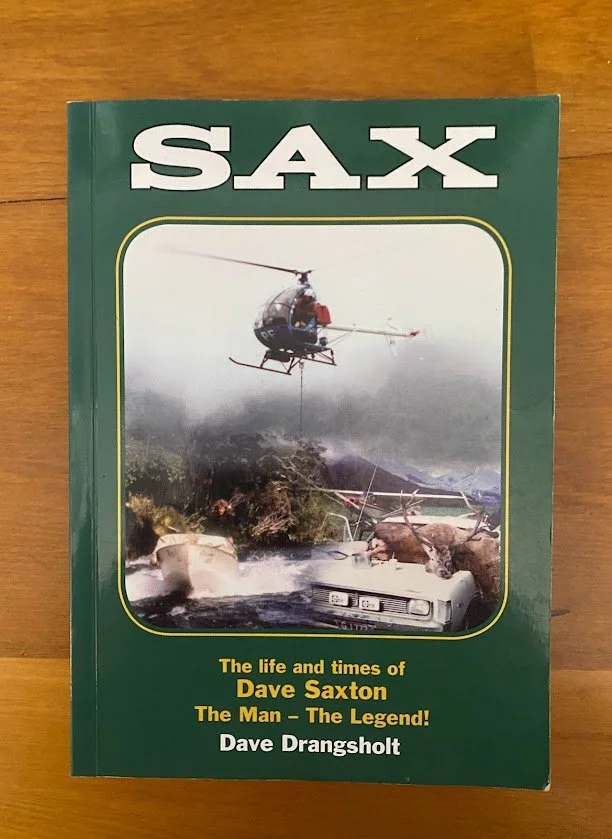 SAX
The life and times of
Dave Saxton
The Man – The Legend!
Dave Drangsholt